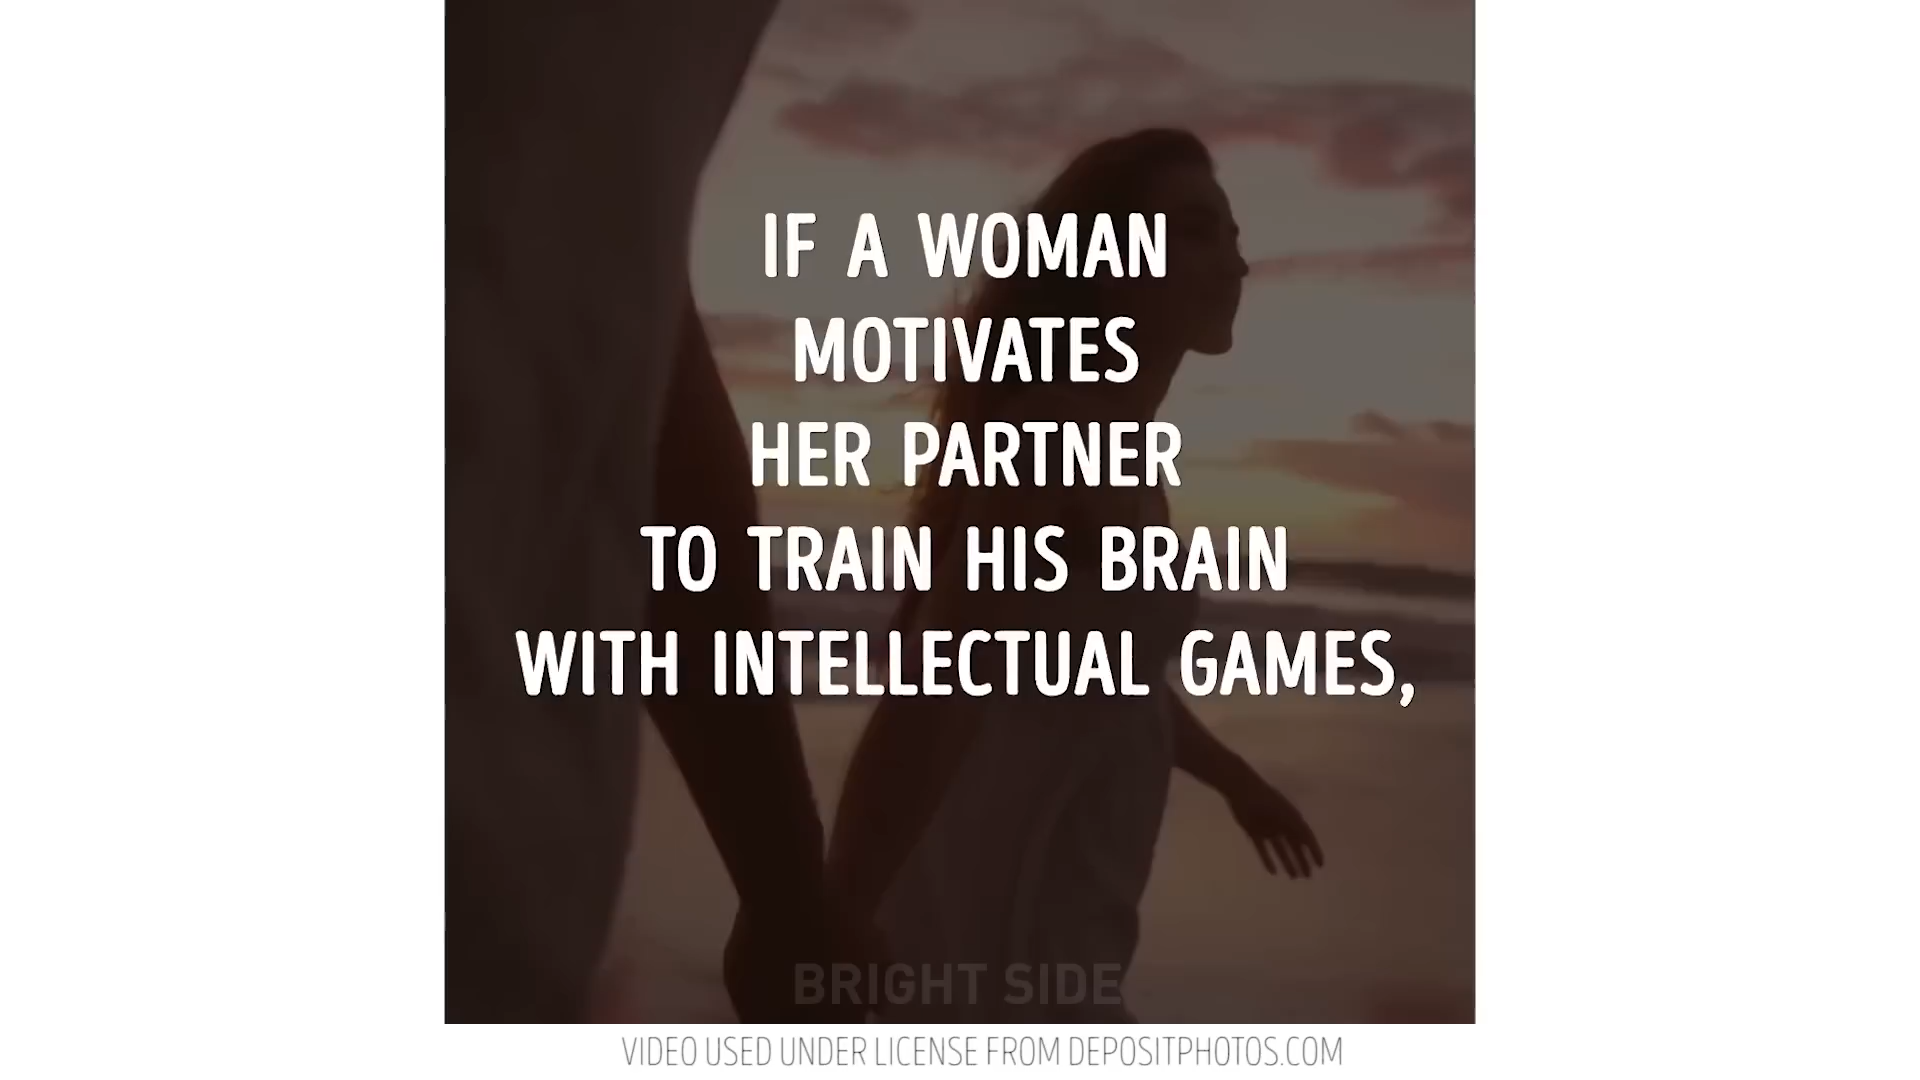 IF A WOMAN
MOTIVATES
HER PARTNER
TO TRAIN HIS BRAIN
WITH INTELLECTUAL GAMES,
BRIGHT SIDE
VIDEO USED UNDER LICENSE FROM DEPOSITPHOTOS.COM